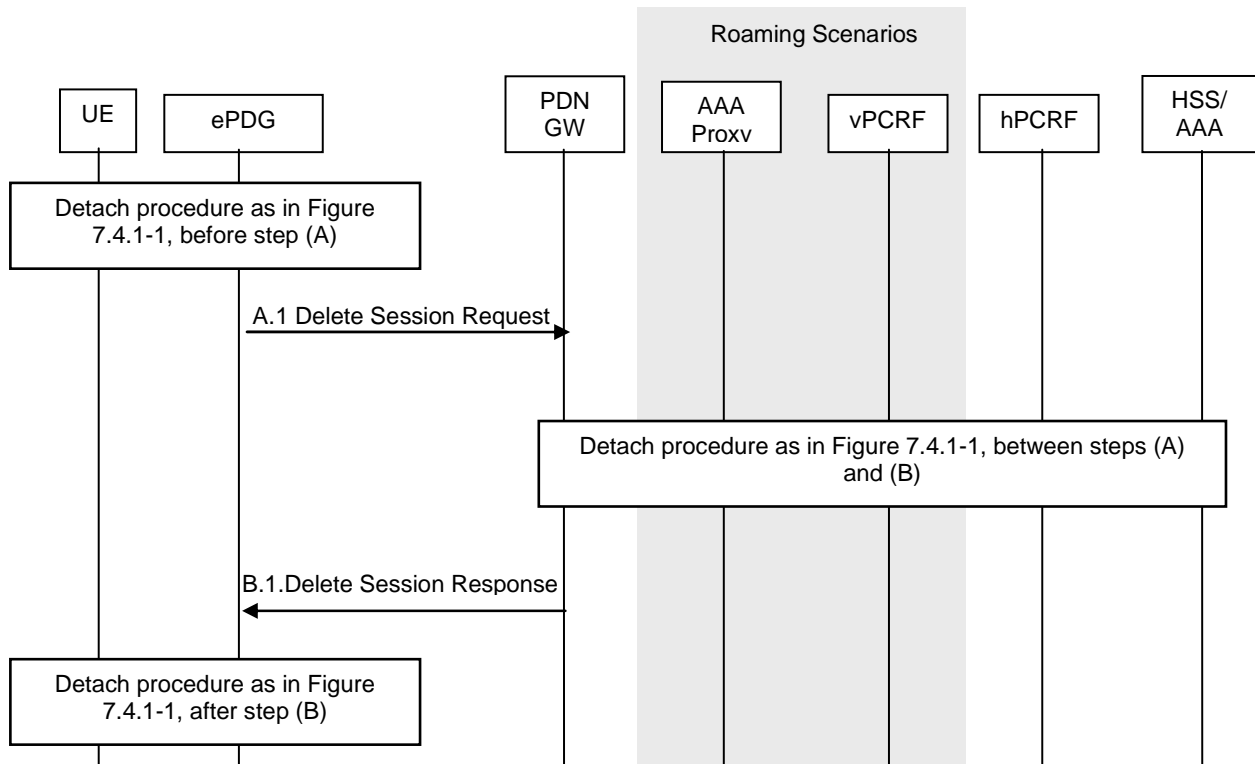 Roaming Scenarios
UE
ePDG
PDN
GW
AAA
Proxv
vPCRF
hPCRF
HSS/
AAA
Detach procedure as in Figure
7.4.1-1, before step (A)
A.1 Delete Session Request
Detach procedure as in Figure 7.4.1-1, between steps (A)
and (B)
B.1.Delete Session Response
Detach procedure as in Figure
7.4.1-1, after step (B)